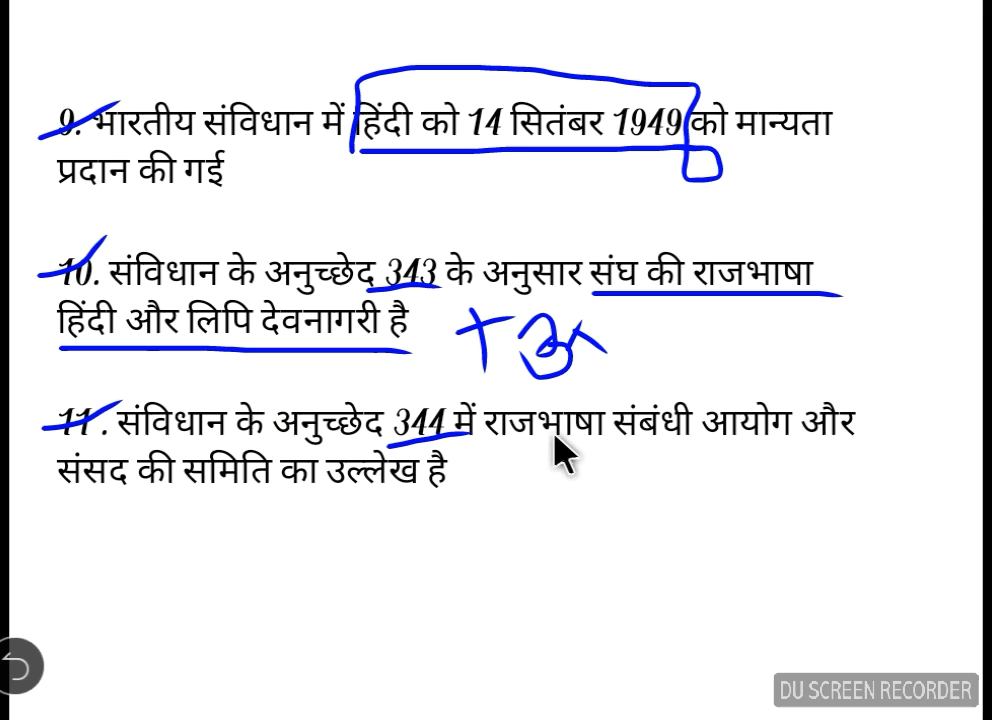 9. भारतीय संविधान में हिंदी को 14 सितंबर 1949 को मान्यता
प्रदान की गई
10. संविधान के अनुच्छेद 343 के अनुसार संघ की राजभाषा
हिंदी और लिपि देवनागरी है
11 . संविधान के अनुच्छेद 344 में राजभाषा संबंधी आयोग और
संसद की समिति का उल्लेख है
DU SCREEN RECORDER